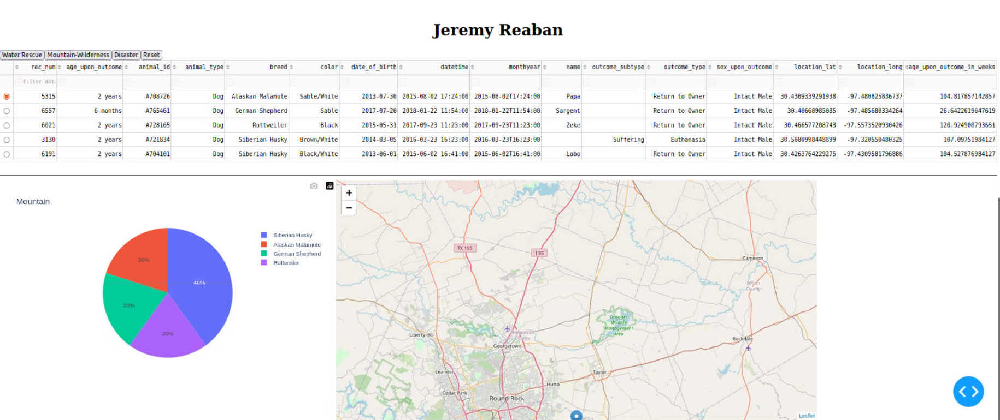 Jeremy Reaban
Water Rescue Mountain-Wilderness Disaster Reset
rec_num age_upon_outcome animal_id animal_type breed color date_of_birth datetime monthyear name outcome_subtype outcome_type sex_upon_outcome location_lat location_long age_upon_outcome_in_weeks
filter dat
5315 2 years A708726 Dog Alaskan Malamute Sable/White 2013-07-30 2015-08-02 17:24:00 2015-08-02T17:24:00 Papa Return to Owner Intact Male 30.4309339291938 -97.480825836737 104.817857142857
6557 6 months A765461 Dog German Shepherd Sable 2017-07-20 2018-01-22 11:54:00 2018-01-22T11:54:00 Sargent Return to Owner Intact Male 30.40668985085 -97.485680334264 26.6422619047619
6021 2 years A728165 Dog Rottweiler Black 2015-05-31 2017-09-23 11:23:00 2017-09-23T11:23:00 Zeke Return to Owner Intact Male 30.466577208743 -97.5573520930426 120.924900793651
3130 2 years A721834 Dog Siberian Husky Brown/White 2014-03-05 2016-03-23 16:23:00 2016-03-23T16:23:00 Suffering Euthanasia Intact Male 30.5680998448899 -97.320550480325 107.09751984127
6191 2 years A704101 Dog Siberian Husky Black/White 2013-06-01 2015-06-02 16:41:00 2015-06-02T16:41:00 Lobo Return to Owner Intact Male 30.4263764229275 -97.4309581796886 104.527876984127
Mountain
Siberian Husky
Alaskan Malamute
German Shepherd
Rottweiler
20%
40%
20%
20%
+
−
TX 195
I 35
Cameron
Milam
County
Granger
Wildlife
Management
Area
Liberty Hill
Williamson
County
Georgetown
Rockdale
Leander
Taylor
Hutto
Cedar Park
Round Rock
Leaflet